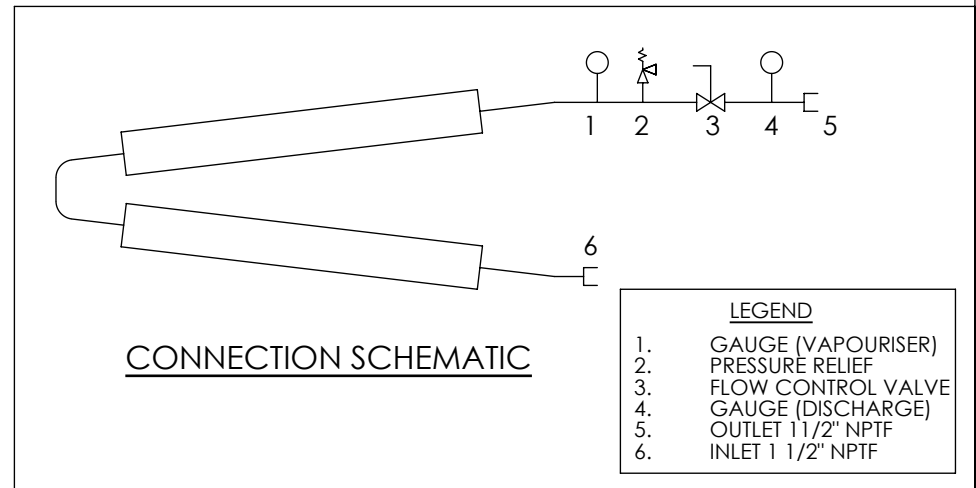 1 2 3 4 5
6
CONNECTION SCHEMATIC
LEGEND
1. GAUGE (VAPOURISER)
2. PRESSURE RELIEF
3. FLOW CONTROL VALVE
4. GAUGE (DISCHARGE)
5. OUTLET 11/2" NPTF
6. INLET 1 1/2" NPTF